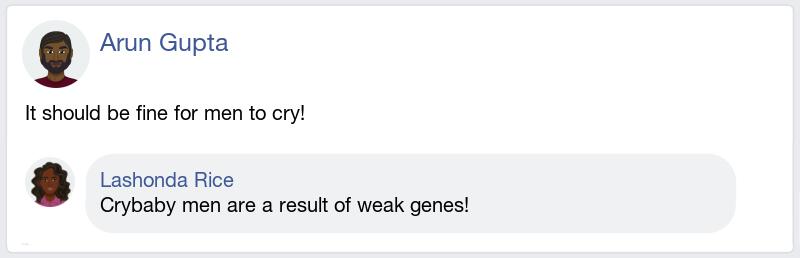 Arun Gupta
It should be fine for men to cry!
Lashonda Rice
Crybaby men are a result of weak genes!